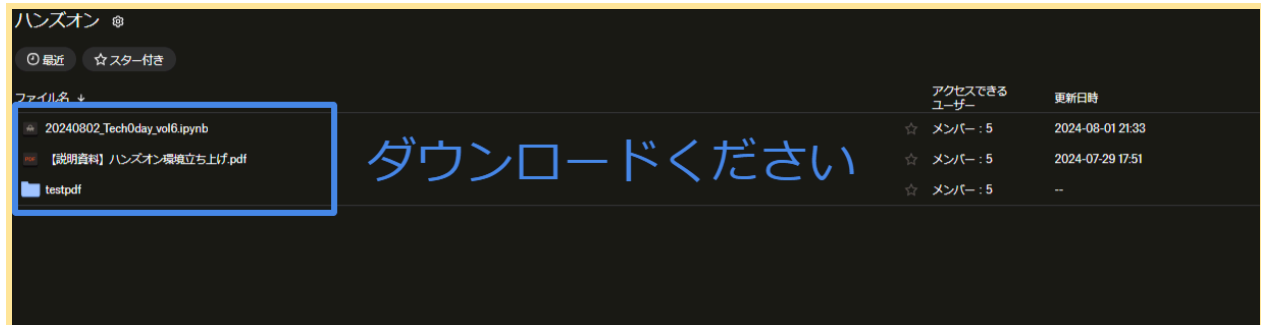 ハンズオン
最近 スター付き
ファイル名 ↓ アクセスできるユーザー 更新日時
20240802_Tech0day_vol6.ipynb メンバー : 5 2024-08-01 21:33
【説明資料】ハンズオン環境立ち上げ.pdf メンバー : 5 2024-07-29 17:51
testpdf メンバー : 5 --
ダウンロードください